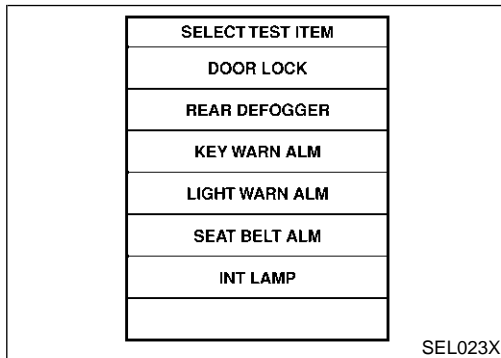 SELECT TEST ITEM
DOOR LOCK
REAR DEFOGGER
KEY WARN ALM
LIGHT WARN ALM
SEAT BELT ALM
INT LAMP
SEL023X